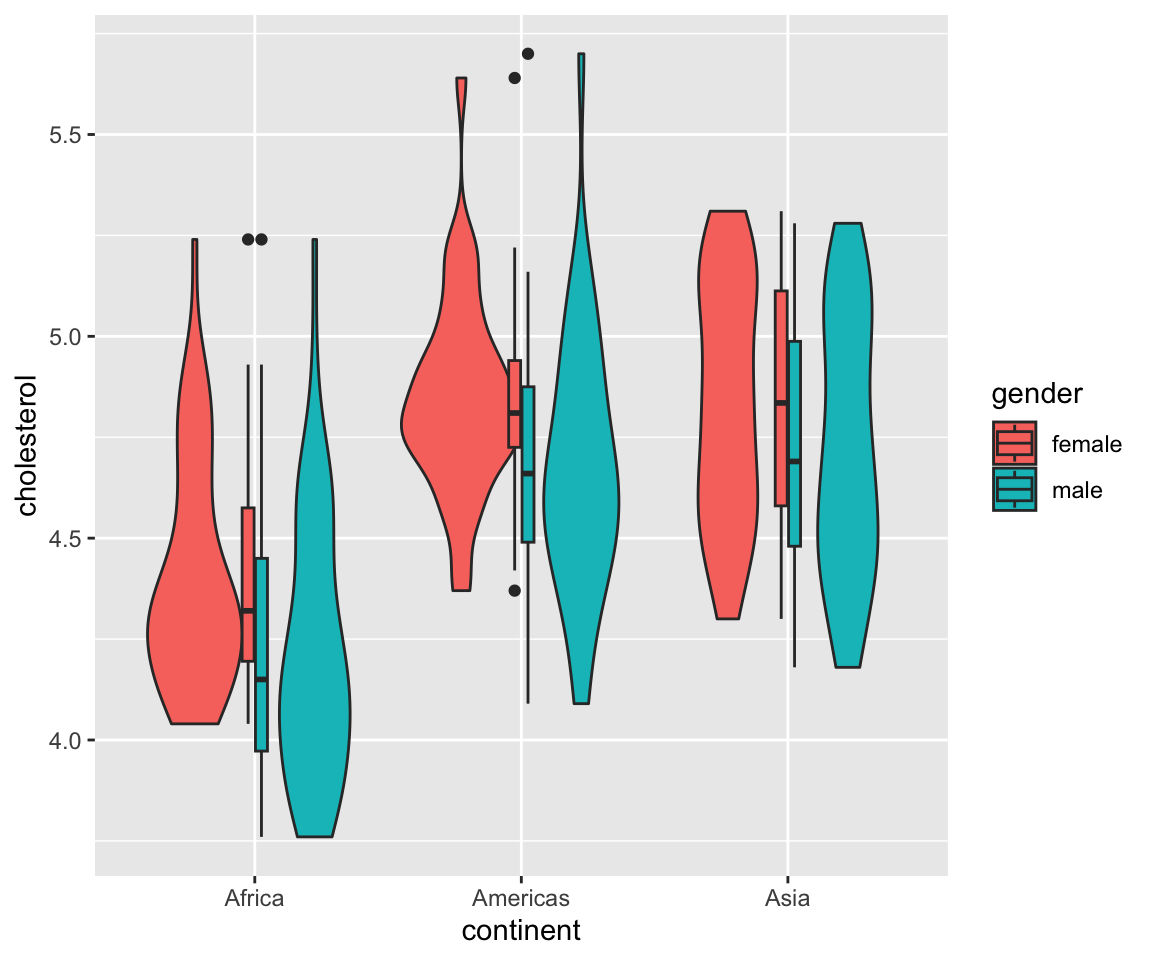 5.5
5.0
4.5
4.0
cholesterol
Africa
Americas
Asia
continent
gender
female
male